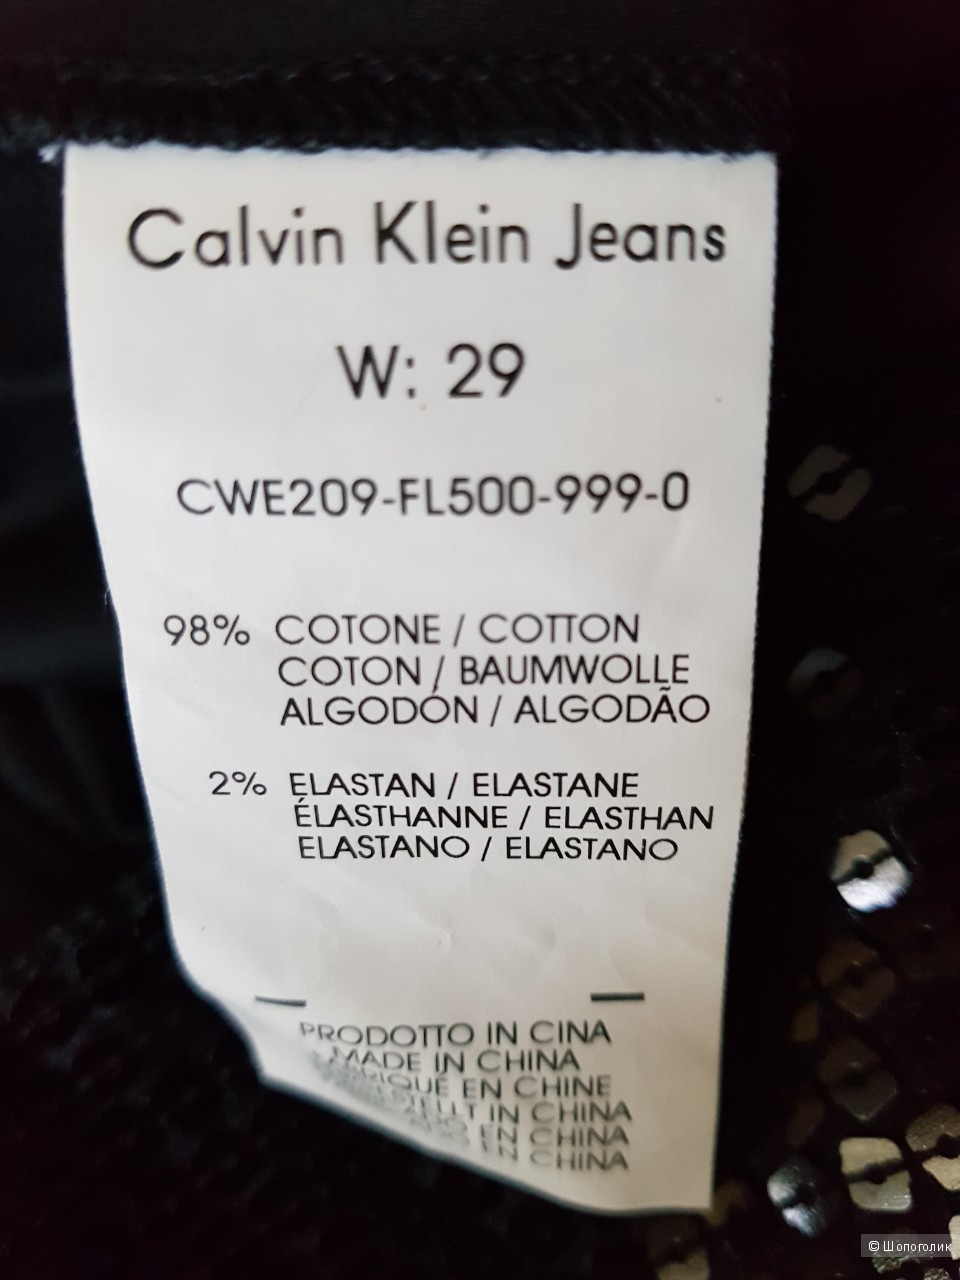 Calvin Klein Jeans
W: 29
CWE209-FL500-999-0
98% COTONE / COTTON
COTON / BAUMWOLLE
ALGODÓN / ALGODÃO
2% ELASTAN / ELASTANE
ÉLASTHANNE / ELASTHAN
ELASTANO / ELASTANO
PRODOTTO IN CINA
MADE IN CHINA
EN CHINE
IN CHINA
EN CHINA
EN CHINA
© Шопоголик